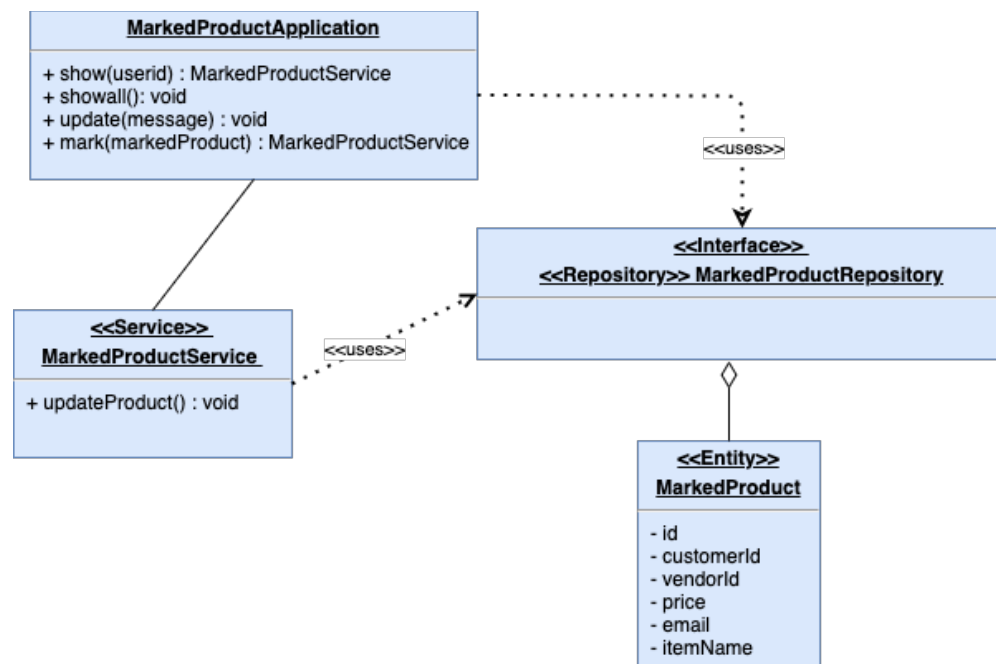 MarkedProductApplication
+ show(userid) : MarkedProductService
+ showall(): void
+ update(message) : void
+ mark(markedProduct) : MarkedProductService
<<uses>>
<<Interface>>
<<Repository>> MarkedProductRepository
<<Service>>
MarkedProductService
+ updateProduct() : void
<<uses>>
<<Entity>>
MarkedProduct
- id
- customerId
- vendorId
- price
- email
- itemName